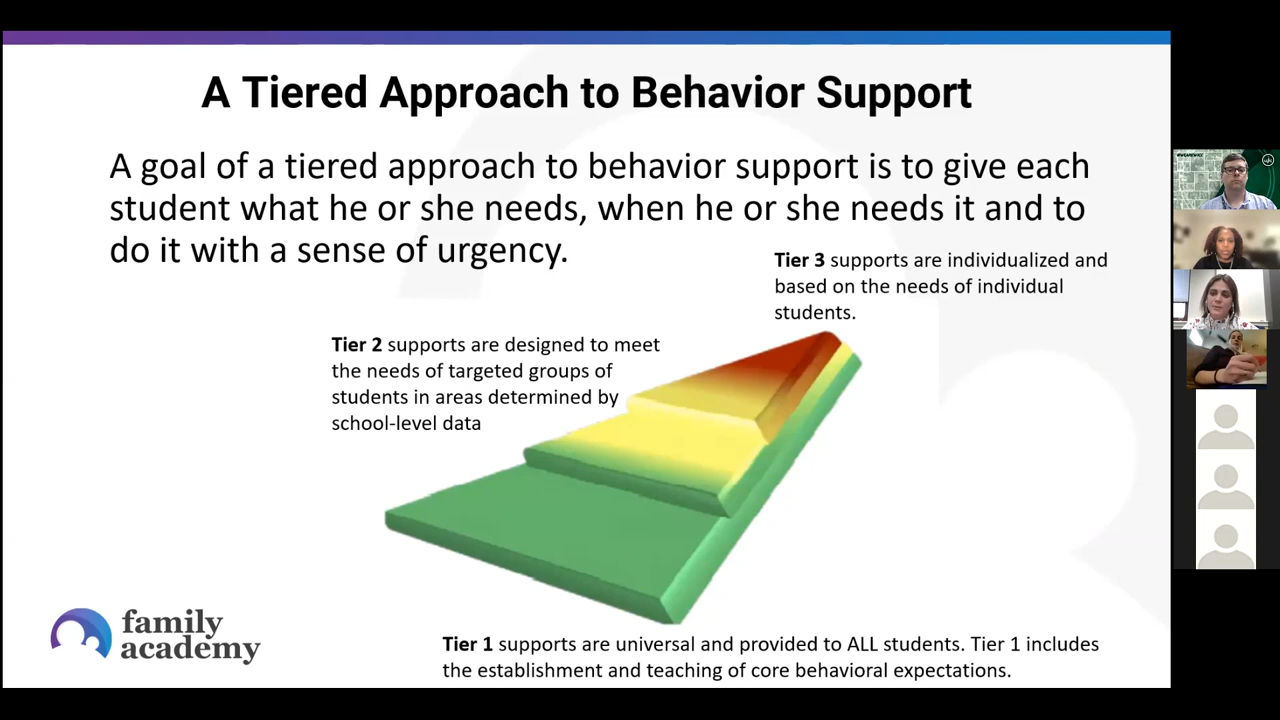 A Tiered Approach to Behavior Support
A goal of a tiered approach to behavior support is to give each
student what he or she needs, when he or she needs it and to
do it with a sense of urgency.
Tier 3 supports are individualized and
based on the needs of individual
students.
Tier 2 supports are designed to meet
the needs of targeted groups of
students in areas determined by
school-level data
family
academy
Tier 1 supports are universal and provided to ALL students. Tier 1 includes
the establishment and teaching of core behavioral expectations.